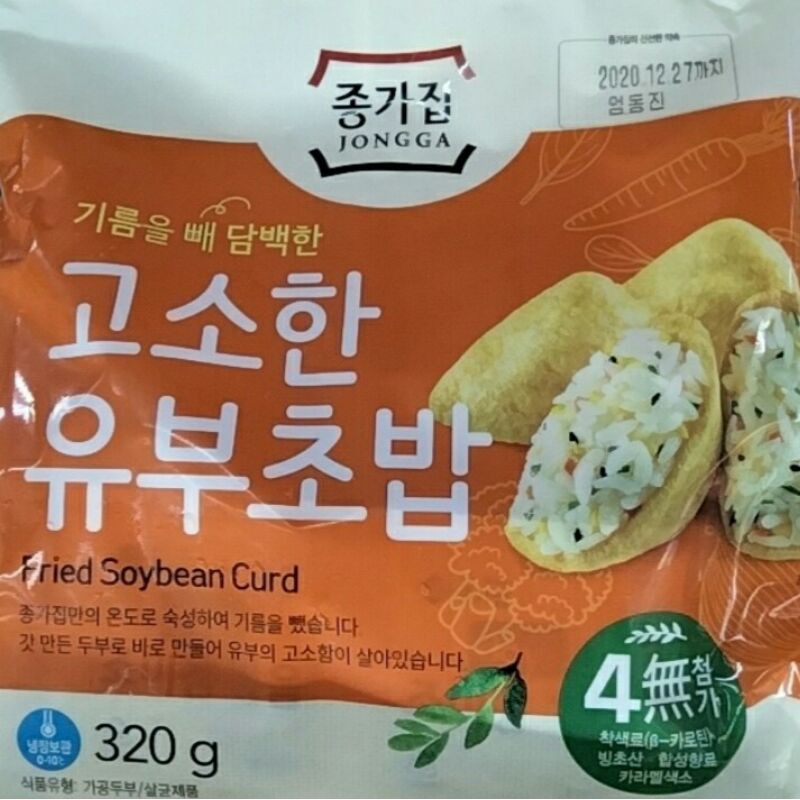 종가집
JONGGA
종가집의 신선한 약속
2020.12.27까지
엄동진
기름을 빼 담백한
고소한
유부초밥
Fried Soybean Curd
종가집만의 온도로 숙성하여 기름을 뺐습니다
갓 만든 두부로 바로 만들어 유부의 고소함이 살아있습니다.
4無첨가
착색료(β-카로틴)
빙초산 합성향료
카라멜색소
냉장보관
0-10℃
320 g
식품유형: 가공두부/살균제품